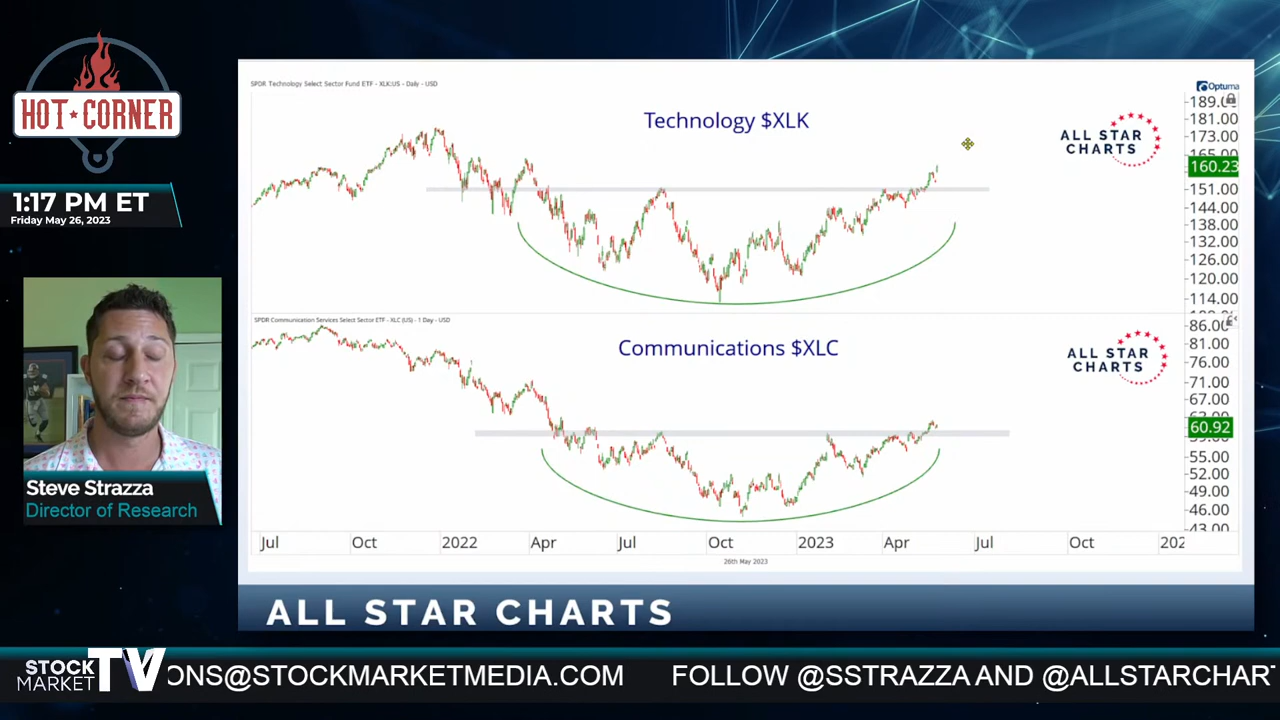 HOT★CORNER
1:17 PM ET
Friday May 26, 2023
Steve Strazza
Director of Research
SPDR Technology Select Sector Fund ETF - XLK:US - Daily - USD
Optuma
Technology $XLK
ALL STAR
CHARTS
181.00
173.00
160.23
151.00
144.00
138.00
132.00
126.00
120.00
114.00
SPDR Communication Services Select Sector ETF - XLC (US) - 1 Day - USD
Communications $XLC
ALL STAR
CHARTS
86.00
81.00
76.00
71.00
67.00
60.92
55.00
52.00
49.00
46.00
43.00
Jul Oct 2022 Apr Jul Oct 2023 Apr Jul Oct
26th May 2023
ALL STAR CHARTS
STOCK
MARKET
TV
ONS@STOCKMARKETMEDIA.COM FOLLOW @SSTRAZZA AND @ALLSTARCHAR